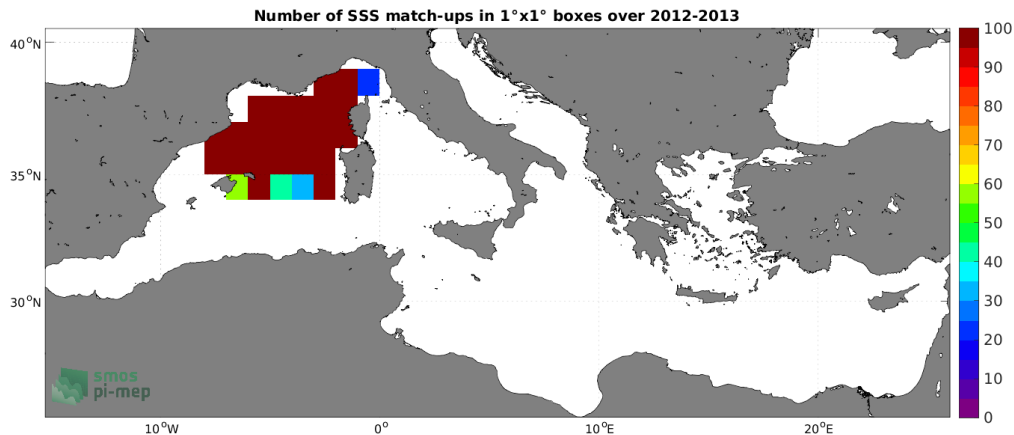 Number of SSS match-ups in 1°x1° boxes over 2012-2013
40°N
35°N
30°N
10°W
0°
10°E
20°E
100
90
80
70
60
50
40
30
20
10
0
smos
pi-mep